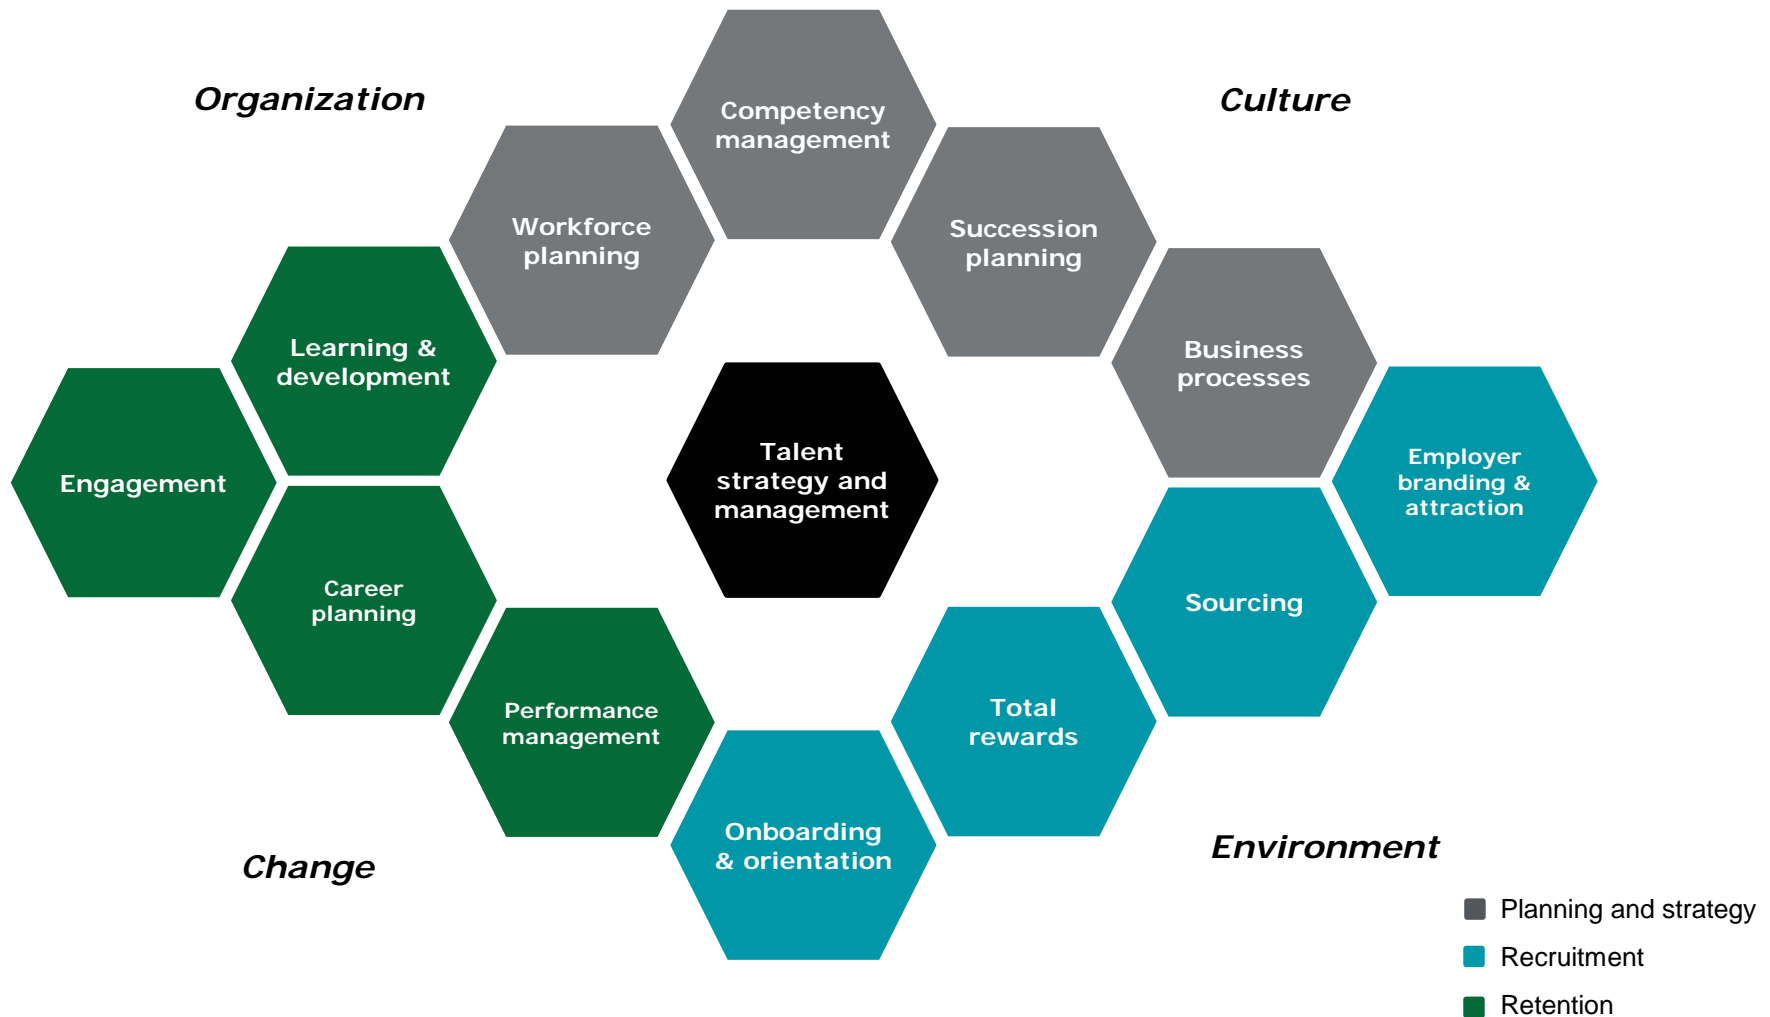 Organization
Culture
Competency
management
Workforce
planning
Succession
planning
Learning &
development
Business
processes
Engagement
Talent
strategy and
management
Employer
branding &
attraction
Career
planning
Sourcing
Performance
management
Total
rewards
Onboarding
& orientation
Change
Environment
Planning and strategy
Recruitment
Retention